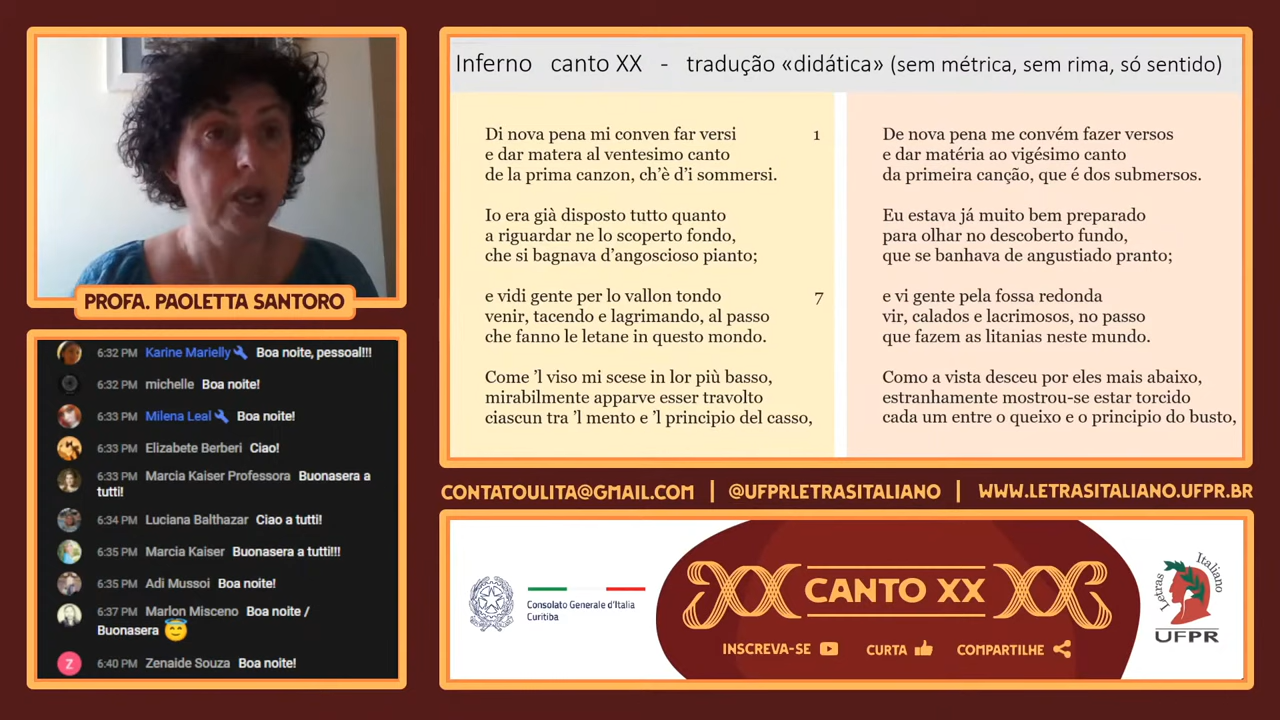 PROFA. PAOLETTA SANTORO
6:32 PM Karine Marielly Boa noite, pessoal!!!
6:32 PM michelle Boa noite!
6:33 PM Milena Leal Boa noite!
6:33 PM Elizabete Berberi Ciao!
6:33 PM Marcia Kaiser Professora Buonasera a
tutti!
6:34 PM Luciana Balthazar Ciao a tutti!
6:35 PM Marcia Kaiser Buonasera a tutti!!!
6:35 PM Adi Mussoi Boa noite!
6:37 PM Marlon Misceno Boa noite /
Buonasera 😇
Z 6:40 PM Zenaide Souza Boa noite!
Inferno canto XX - tradução «didática» (sem métrica, sem rima, só sentido)
Di nova pena mi conven far versi 1
e dar matera al ventesimo canto
de la prima canzon, ch’è d’i sommersi.
Io era già disposto tutto quanto
a riguardar ne lo scoperto fondo,
che si bagnava d’angoscioso pianto;
e vidi gente per lo vallon tondo 7
venir, tacendo e lagrimando, al passo
che fanno le letane in questo mondo.
Come ’l viso mi scese in lor più basso,
mirabilmente apparve esser travolto
ciascun tra ’l mento e ’l principio del casso,
De nova pena me convém fazer versos
e dar matéria ao vigésimo canto
da primeira canção, que é dos submersos.
Eu estava já muito bem preparado
para olhar no descoberto fundo,
que se banhava de angustiado pranto;
e vi gente pela fossa redonda
vir, calados e lacrimosos, no passo
que fazem as litanias neste mundo.
Como a vista desceu por eles mais abaixo,
estranhamente mostrou-se estar torcido
cada um entre o queixo e o principio do busto,
CONTATOULITA@GMAIL.COM | @UFPRLETRASITALIANO | WWW.LETRASITALIANO.UFPR.BR
Consolato Generale d'Italia
Curitiba
XX CANTO XX XX
INSCREVA-SE CURTA COMPARTILHE
Letras Italiano
UFPR